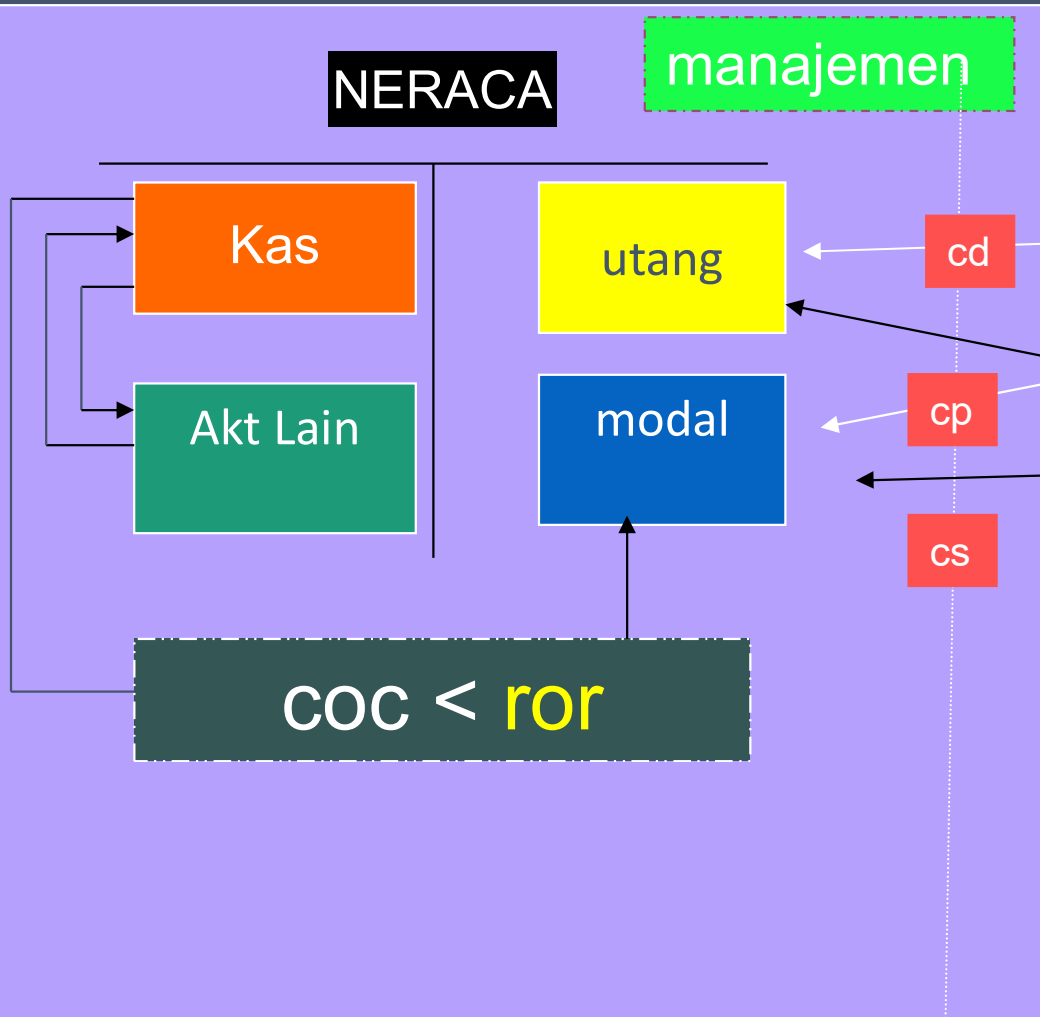 NERACA
manajemen
Kas
utang
cd
Akt Lain
modal
cp
cs
coc < ror